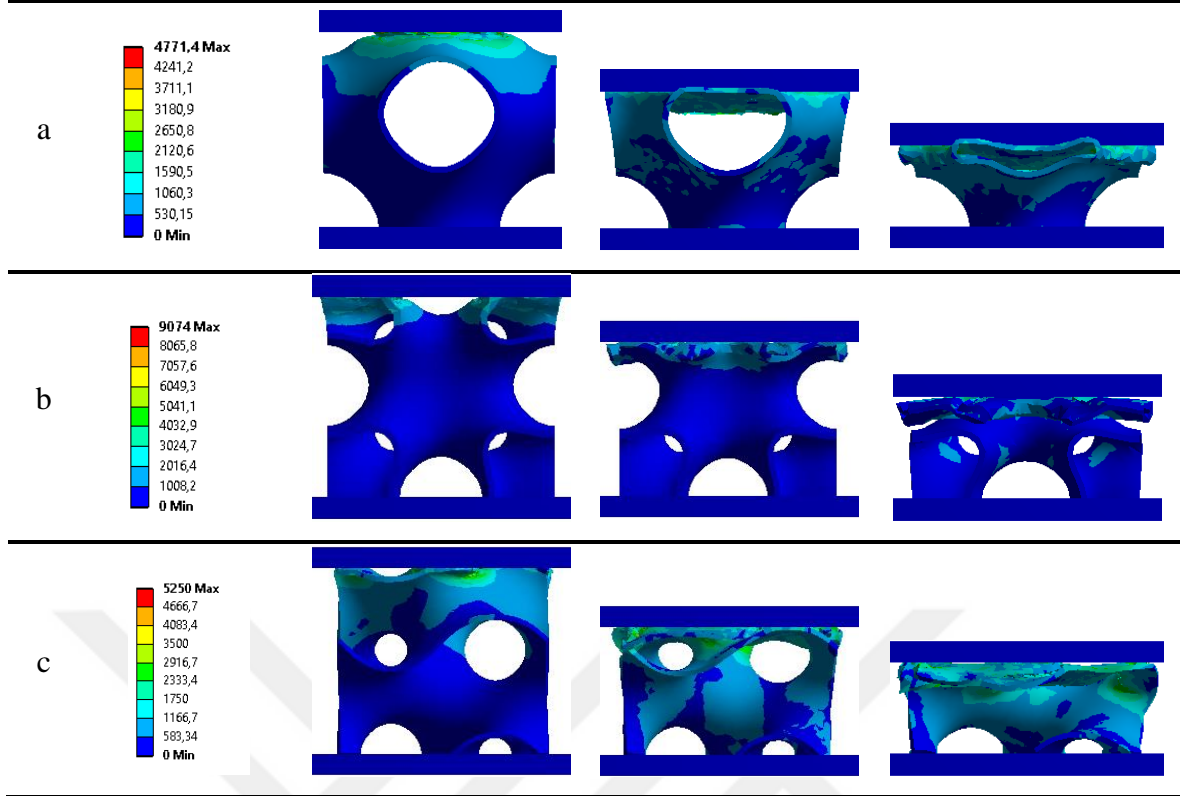 a
4771,4 Max
4241,2
3711,1
3180,9
2650,8
2120,6
1590,5
1060,3
530,15
0 Min
b
9074 Max
8065,8
7057,6
6049,3
5041,1
4032,9
3024,7
2016,4
1008,2
0 Min
c
5250 Max
4666,7
4083,4
3500
2916,7
2333,4
1750
1166,7
583,34
0 Min